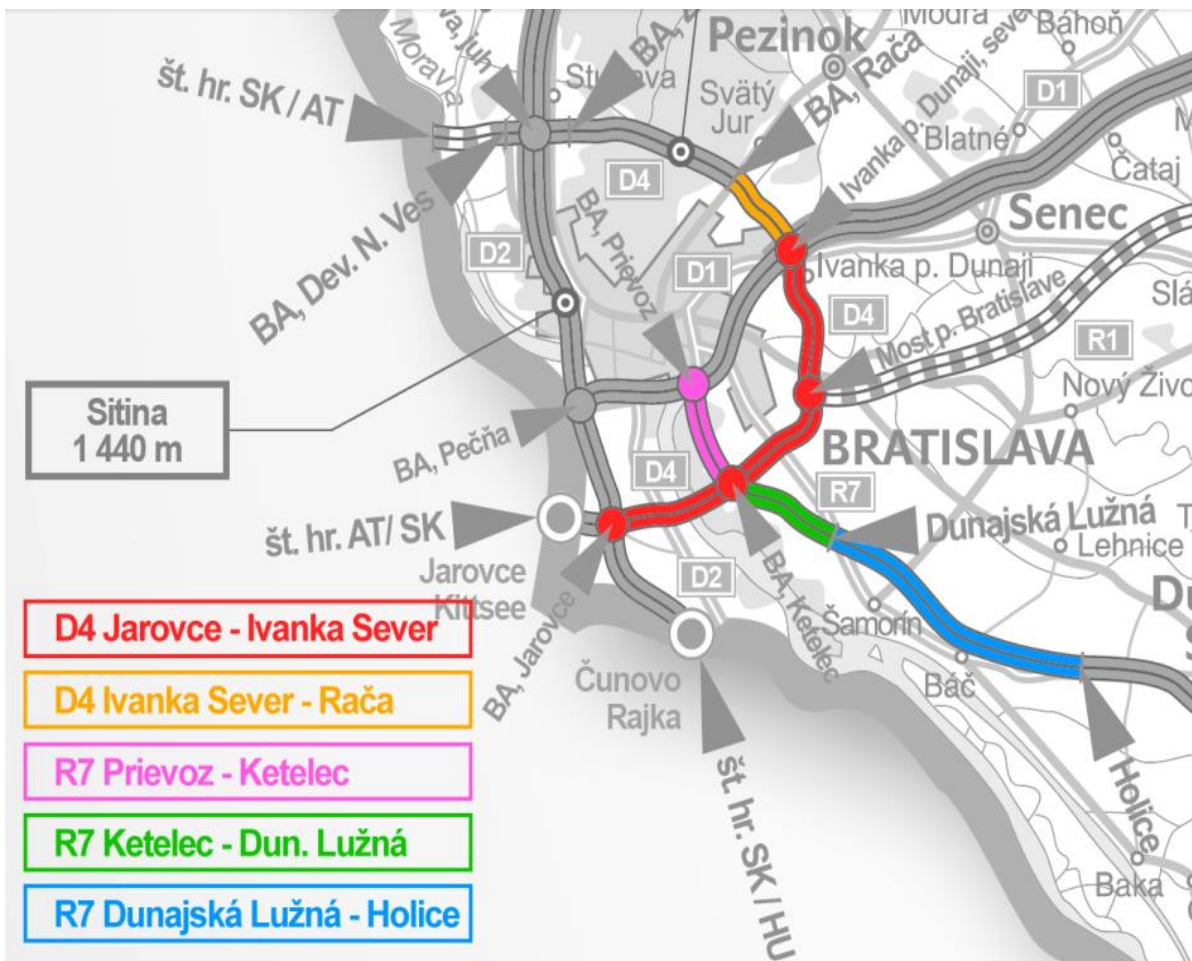 Modra
Báhoň
Pezinok
BA, Rača
Morava
juh
BA,
št. hr. SK / AT
Svätý
Jur
D1
Blatné
Čataj
Ivanka p. Dunaji, sever
D4
BA, Dev. N. Ves
BA, Prievoz
Senec
D2
D1
Ivanka p. Dunaji
D4
Most p. Bratislave
R1
Sitina
1 440 m
Nový
BA, Pečňa
BRATISLAVA
D4
R7
št. hr. AT/ SK
Dunajská Lužná
Lehnice
Jarovce
Kittsee
D2
BA, Ketelec
Šamorín
BA, Jarovce
Čunovo
Rajka
Báč
Holice
Baka
št. hr. SK / HU
D4 Jarovce - Ivanka Sever
D4 Ivanka Sever - Rača
R7 Prievoz - Ketelec
R7 Ketelec - Dun. Lužná
R7 Dunajská Lužná - Holice